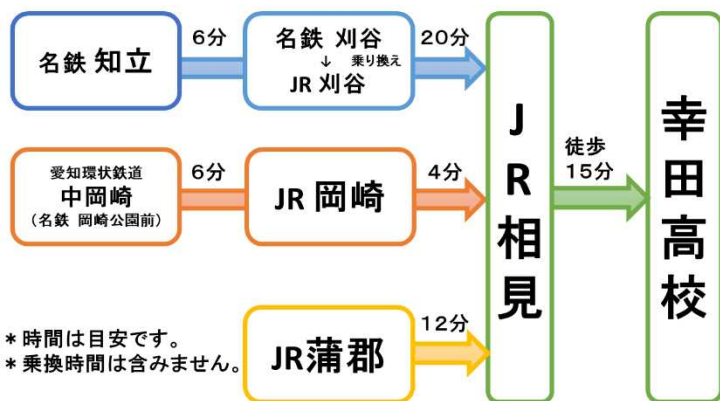 名鉄 知立
6分
名鉄 刈谷
↓ 乗り換え
JR 刈谷
20分
愛知環状鉄道
中岡崎
(名鉄 岡崎公園前)
6分
JR 岡崎
4分
JR蒲郡
12分
JR相見
徒歩
15分
幸田高校
＊時間は目安です。
＊乗換時間は含みません。